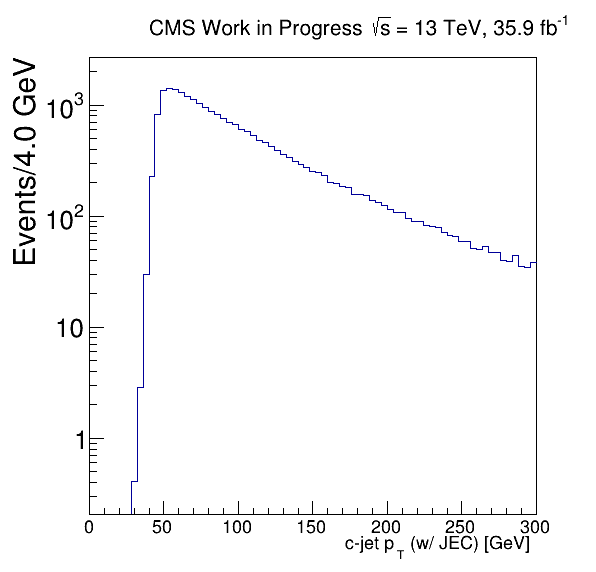 CMS Work in Progress √s = 13 TeV, 35.9 fb⁻¹
Events/4.0 GeV
10³
10²
10
1
0 50 100 150 200 250 300
c-jet p_T (w/ JEC) [GeV]